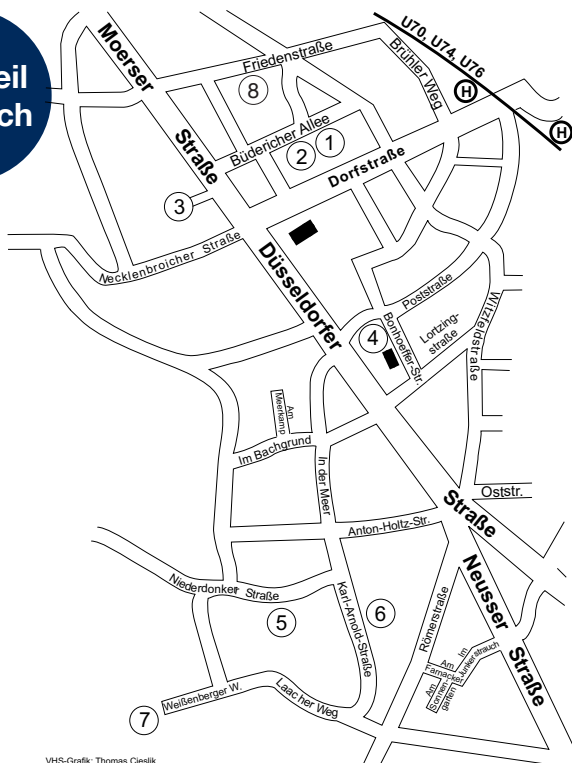 eil
ch
U70, U74, U76
H
H
Moerser
Straße
Friedenstraße
Brühler Weg
8
Büdericher Allee
1
2
Dorfstraße
3
Necklenbroicher Straße
Düsseldorfer
Poststraße
4
Bonhoeffer-Str.
Lortzing-
straße
Witzfeldstraße
Am
Meerkamp
Im Bachgrund
In der Meer
Straße
Oststr.
Anton-Holtz-Str.
Neusser
Straße
Niederdonker Straße
5
Karl-Arnold-Straße
6
Römerstraße
Im
Junkerstrauch
Am
Farnacker
Am
Sonnen-
garten
Weißenberger W.
Laacher Weg
7
VHS-Grafik: Thomas Cieslik